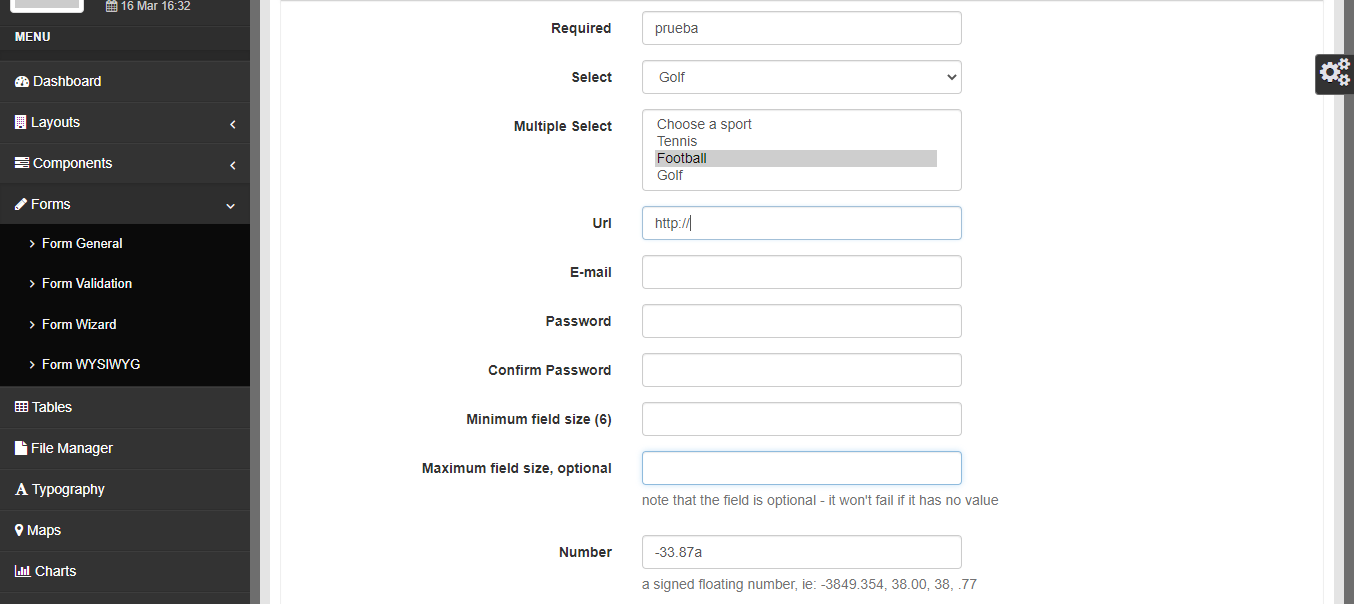 16 Mar 16:32
MENU
Dashboard
Layouts
Components
Forms
Form General
Form Validation
Form Wizard
Form WYSIWYG
Tables
File Manager
Typography
Maps
Charts
Required prueba
Select Golf
Multiple Select Choose a sport
Tennis
Football
Golf
Url http://
E-mail
Password
Confirm Password
Minimum field size (6)
Maximum field size, optional
note that the field is optional - it won't fail if it has no value
Number -33.87a
a signed floating number, ie: -3849.354, 38.00, 38, .77